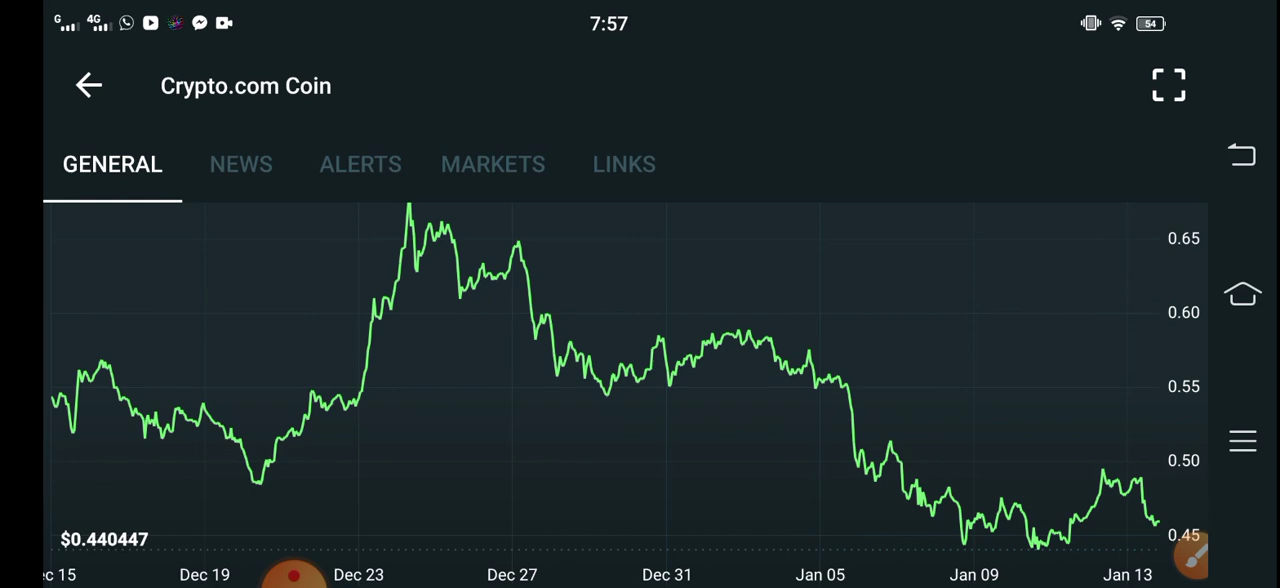 G 4G 7:57 54
Crypto.com Coin
GENERAL NEWS ALERTS MARKETS LINKS
0.65
0.60
0.55
0.50
0.45
$0.440447
c 15 Dec 19 Dec 23 Dec 27 Dec 31 Jan 05 Jan 09 Jan 13